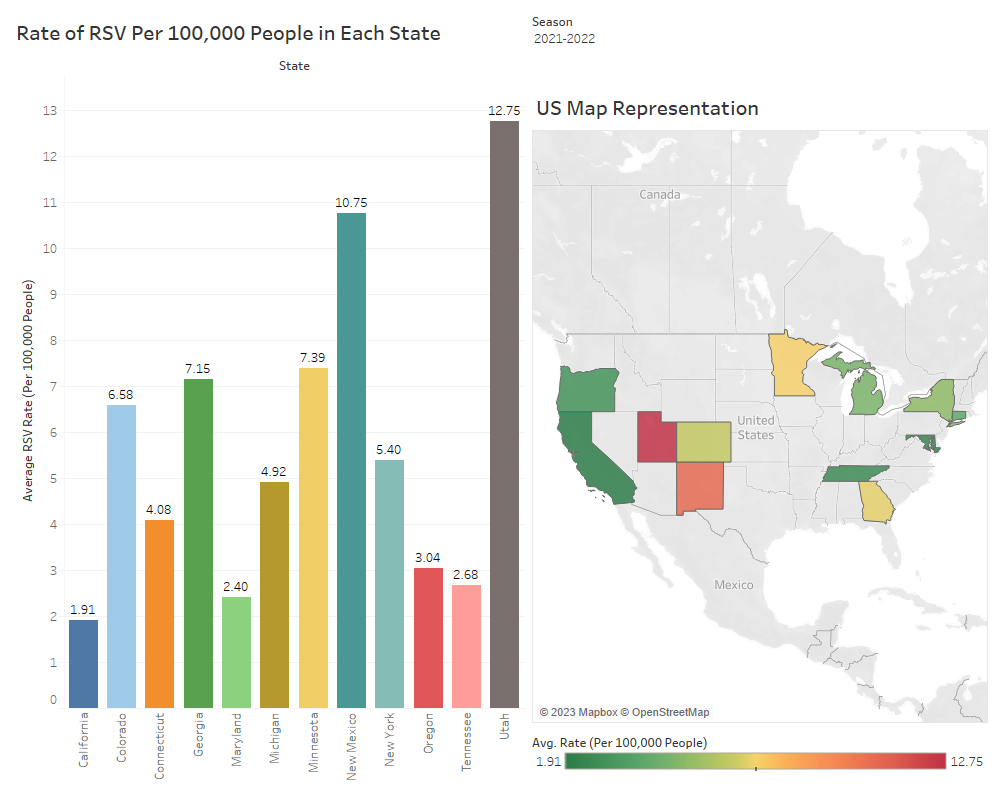 Rate of RSV Per 100,000 People in Each State
State
Average RSV Rate (Per 100,000 People)
13
12
11
10
9
8
7
6
5
4
3
2
1
0
1.91
6.58
4.08
7.15
2.40
4.92
7.39
10.75
5.40
3.04
2.68
12.75
California
Colorado
Connecticut
Georgia
Maryland
Michigan
Minnesota
New Mexico
New York
Oregon
Tennessee
Utah
Season
2021-2022
US Map Representation
Canada
United
States
Mexico
© 2023 Mapbox © OpenStreetMap
Avg. Rate (Per 100,000 People)
1.91
12.75